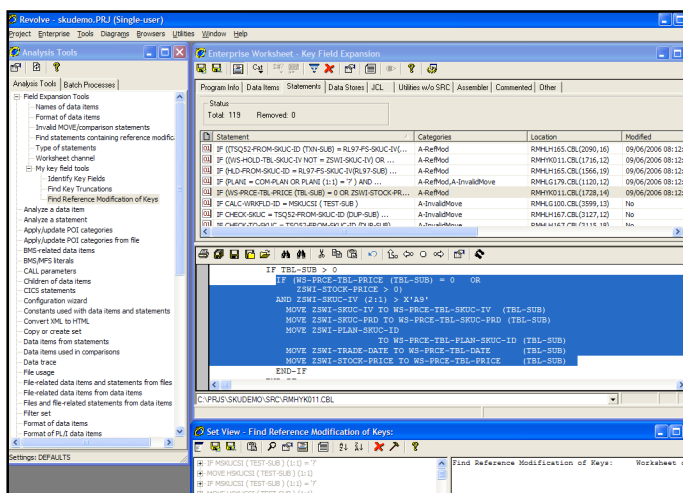 Revolve - skudemo.PRJ (Single-user)
Project Enterprise Tools Diagrams Browsers Utilities Window Help
Analysis Tools
Analysis Tools Batch Processes
Field Expansion Tools
Names of data items
Format of data items
Invalid MOVE/comparison statements
Find statements containing reference modific
Type of statements
Worksheet channel
My key field tools
Identify Key Fields
Find Key Truncations
Find Reference Modification of Keys
Analyze a data item
Analyze a statement
Apply/update POI categories
Apply/update POI categories from file
BMS-related data items
BMS/MFS literals
CALL parameters
Children of data items
CICS statements
Configuration wizard
Constants used with data items and statements
Convert XML to HTML
Copy or create set
Data items from statements
Data items used in comparisons
Data trace
File usage
File-related data items and statements from files
File-related data items from data items
Files and file-related statements from data items
Filter set
Format of data items
Format of PL/I data items
Settings: DEFAULTS
Enterprise Worksheet - Key Field Expansion
Program Info Data Items Statements Data Stores JCL Utilities w/o SRC Assembler Commented Other
Status
Total: 119 Removed: 0
Statement Categories Location Modified
IF ((TSQ52-FROM-SKUC-ID (TXN-SUB) = RL97-FS-SKUC-IV(... A-RefMod RMHLH165.CBL(2090,16) 09/06/2006 08:12:
IF ((WS-HOLD-TBL-SKUC-IV NOT = ZSWI-SKUC-IV) OR ... A-RefMod RMHYK011.CBL(1716,12) 09/06/2006 08:12:
IF (HLD-FROM-SKUC-ID = RL97-FS-SKUC-IV(RL97-SUB) ... A-RefMod RMHLH165.CBL(1566,19) 09/06/2006 08:12:
IF (PLANI = COM-PLAN OR PLANI (1:1) = '7' ) AND ... A-RefMod,A-InvalidMove RMHLG179.CBL(1120,12) 09/06/2006 08:12:
IF (WS-PRCE-TBL-PRICE (TBL-SUB) = 0 OR ZSWI-STOCK-PR... A-RefMod RMHYK011.CBL(1728,14) 09/06/2006 08:12:
IF CALC-WRKFLD-ID = MSKUCSI ( TEST-SUB ) A-InvalidMove RMHLG100.CBL(3599,13) No
IF CHECK-SKUC = TSQ52-FROM-SKUC-ID (DUP-SUB) ... A-InvalidMove RMHLH167.CBL(3127,12) No
IF TBL-SUB > 0
IF (WS-PRCE-TBL-PRICE (TBL-SUB) = 0 OR
ZSWI-STOCK-PRICE > 0)
AND ZSWI-SKUC-IV (2:1) > X'A9'
MOVE ZSWI-SKUC-IV TO WS-PRCE-TBL-SKUC-IV (TBL-SUB)
MOVE ZSWI-SKUC-PRD TO WS-PRCE-TBL-SKUC-PRD (TBL-SUB)
MOVE ZSWI-PLAN-SKUC-ID
TO WS-PRCE-TBL-PLAN-SKUC-ID (TBL-SUB)
MOVE ZSWI-TRADE-DATE TO WS-PRCE-TBL-DATE (TBL-SUB)
MOVE ZSWI-STOCK-PRICE TO WS-PRCE-TBL-PRICE (TBL-SUB)
END-IF
C:\PRJS\SKUDEMO\SRC\RMHYK011.CBL
Set View - Find Reference Modification of Keys:
IF MSKUCSI ( TEST-SUB ) (1:1) = '7'
MOVE HSKUCSI ( TEST-SUB ) (1:1)
IF MSKUCSI ( TEST-SUB ) (1:1) = '7'
Find Reference Modification of Keys: Worksheet